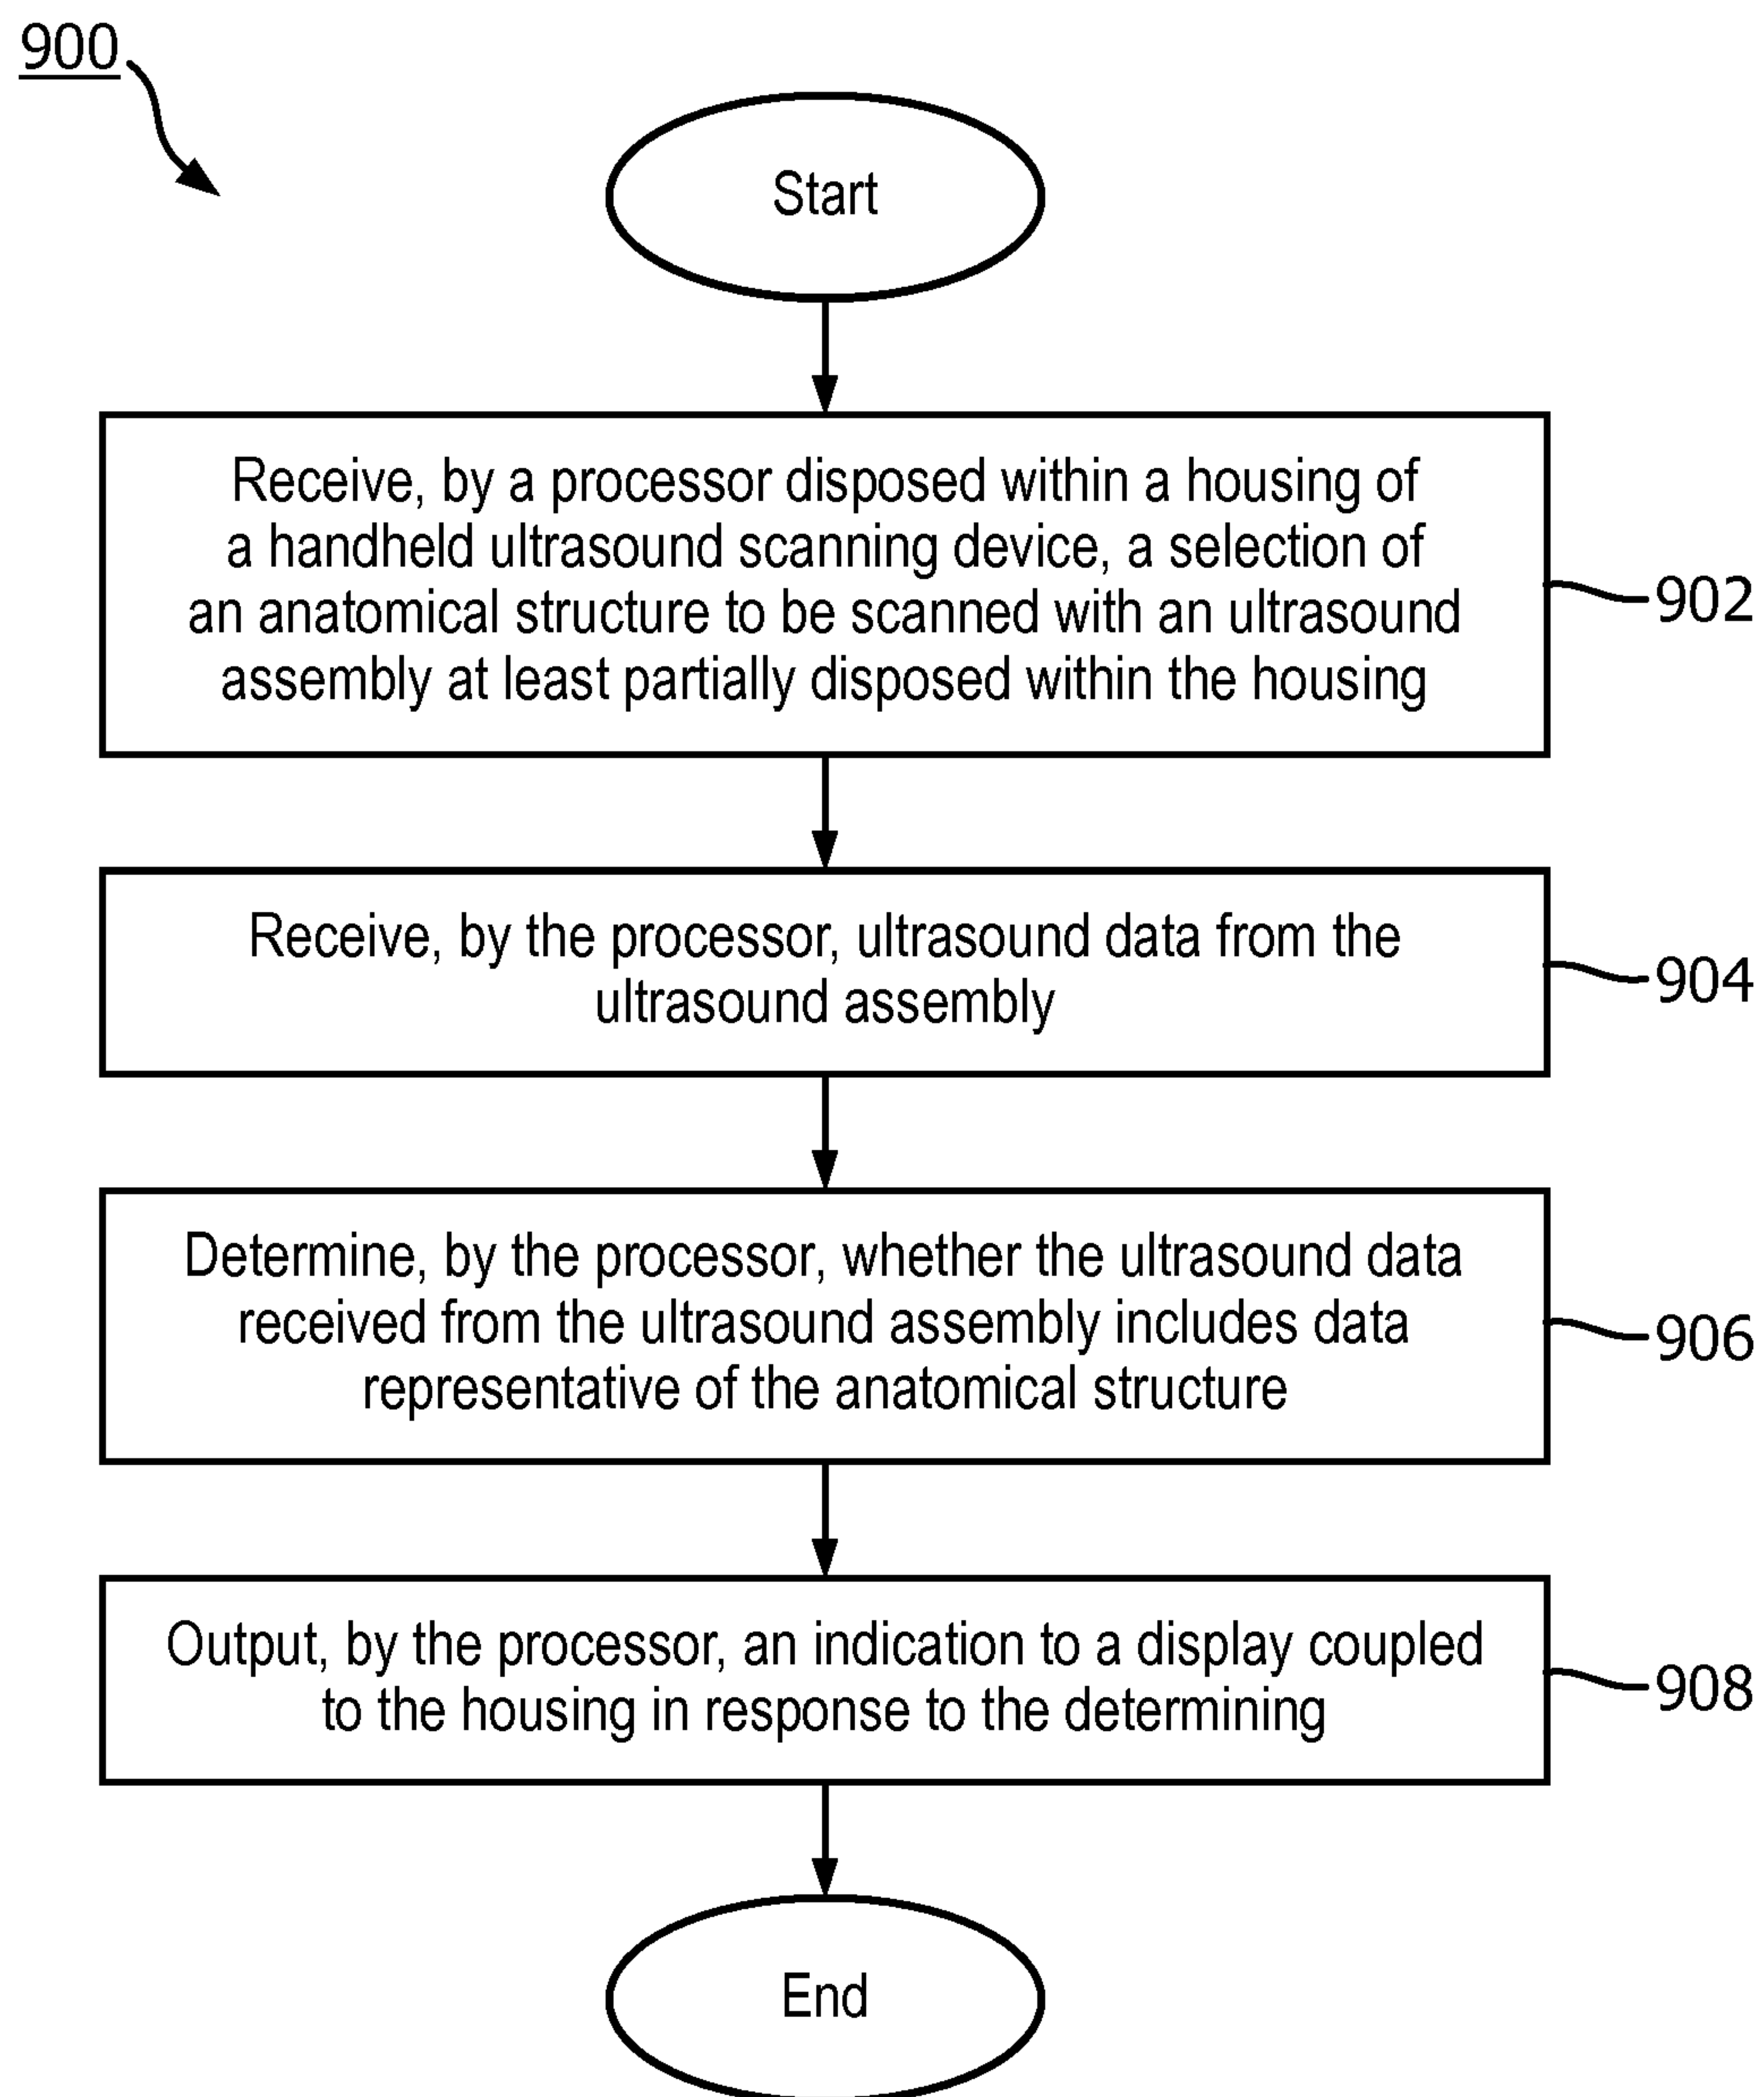 900
Start
Receive, by a processor disposed within a housing of
a handheld ultrasound scanning device, a selection of
an anatomical structure to be scanned with an ultrasound
assembly at least partially disposed within the housing
902
Receive, by the processor, ultrasound data from the
ultrasound assembly
904
Determine, by the processor, whether the ultrasound data
received from the ultrasound assembly includes data
representative of the anatomical structure
906
Output, by the processor, an indication to a display coupled
to the housing in response to the determining
908
End